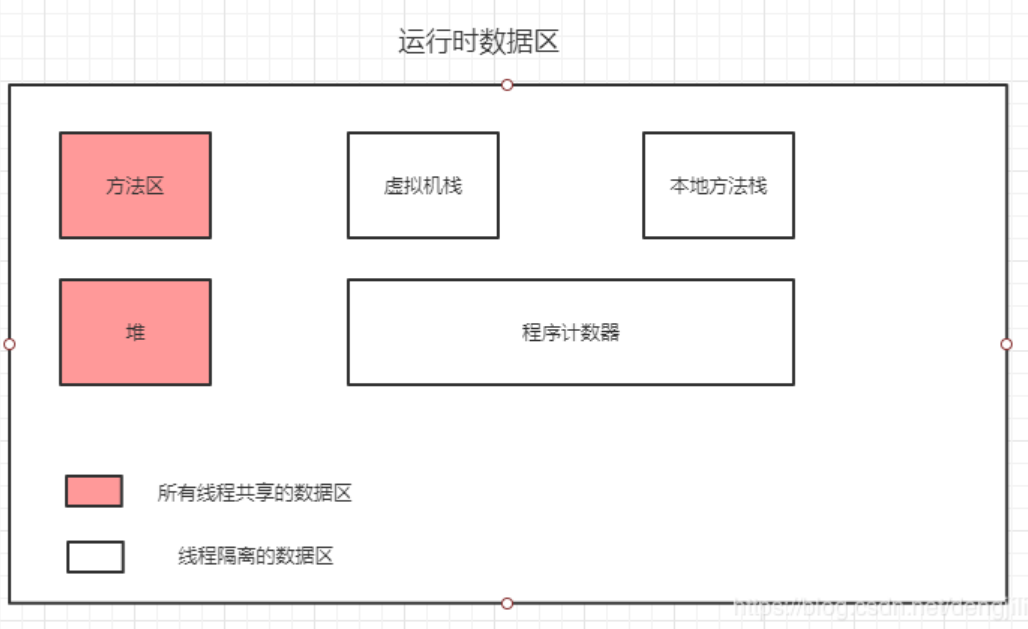 运行时数据区
方法区
虚拟机栈
本地方法栈
堆
程序计数器
所有线程共享的数据区
线程隔离的数据区
https://blog.csdn.net/dengjili